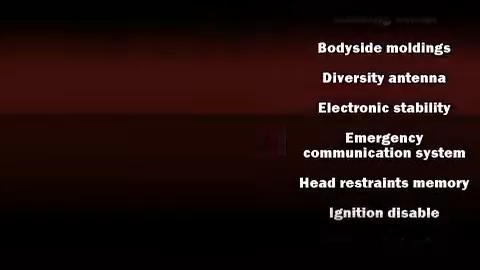 Bodyside moldings
Diversity antenna
Electronic stability
Emergency
communication system
Head restraints memory
Ignition disable